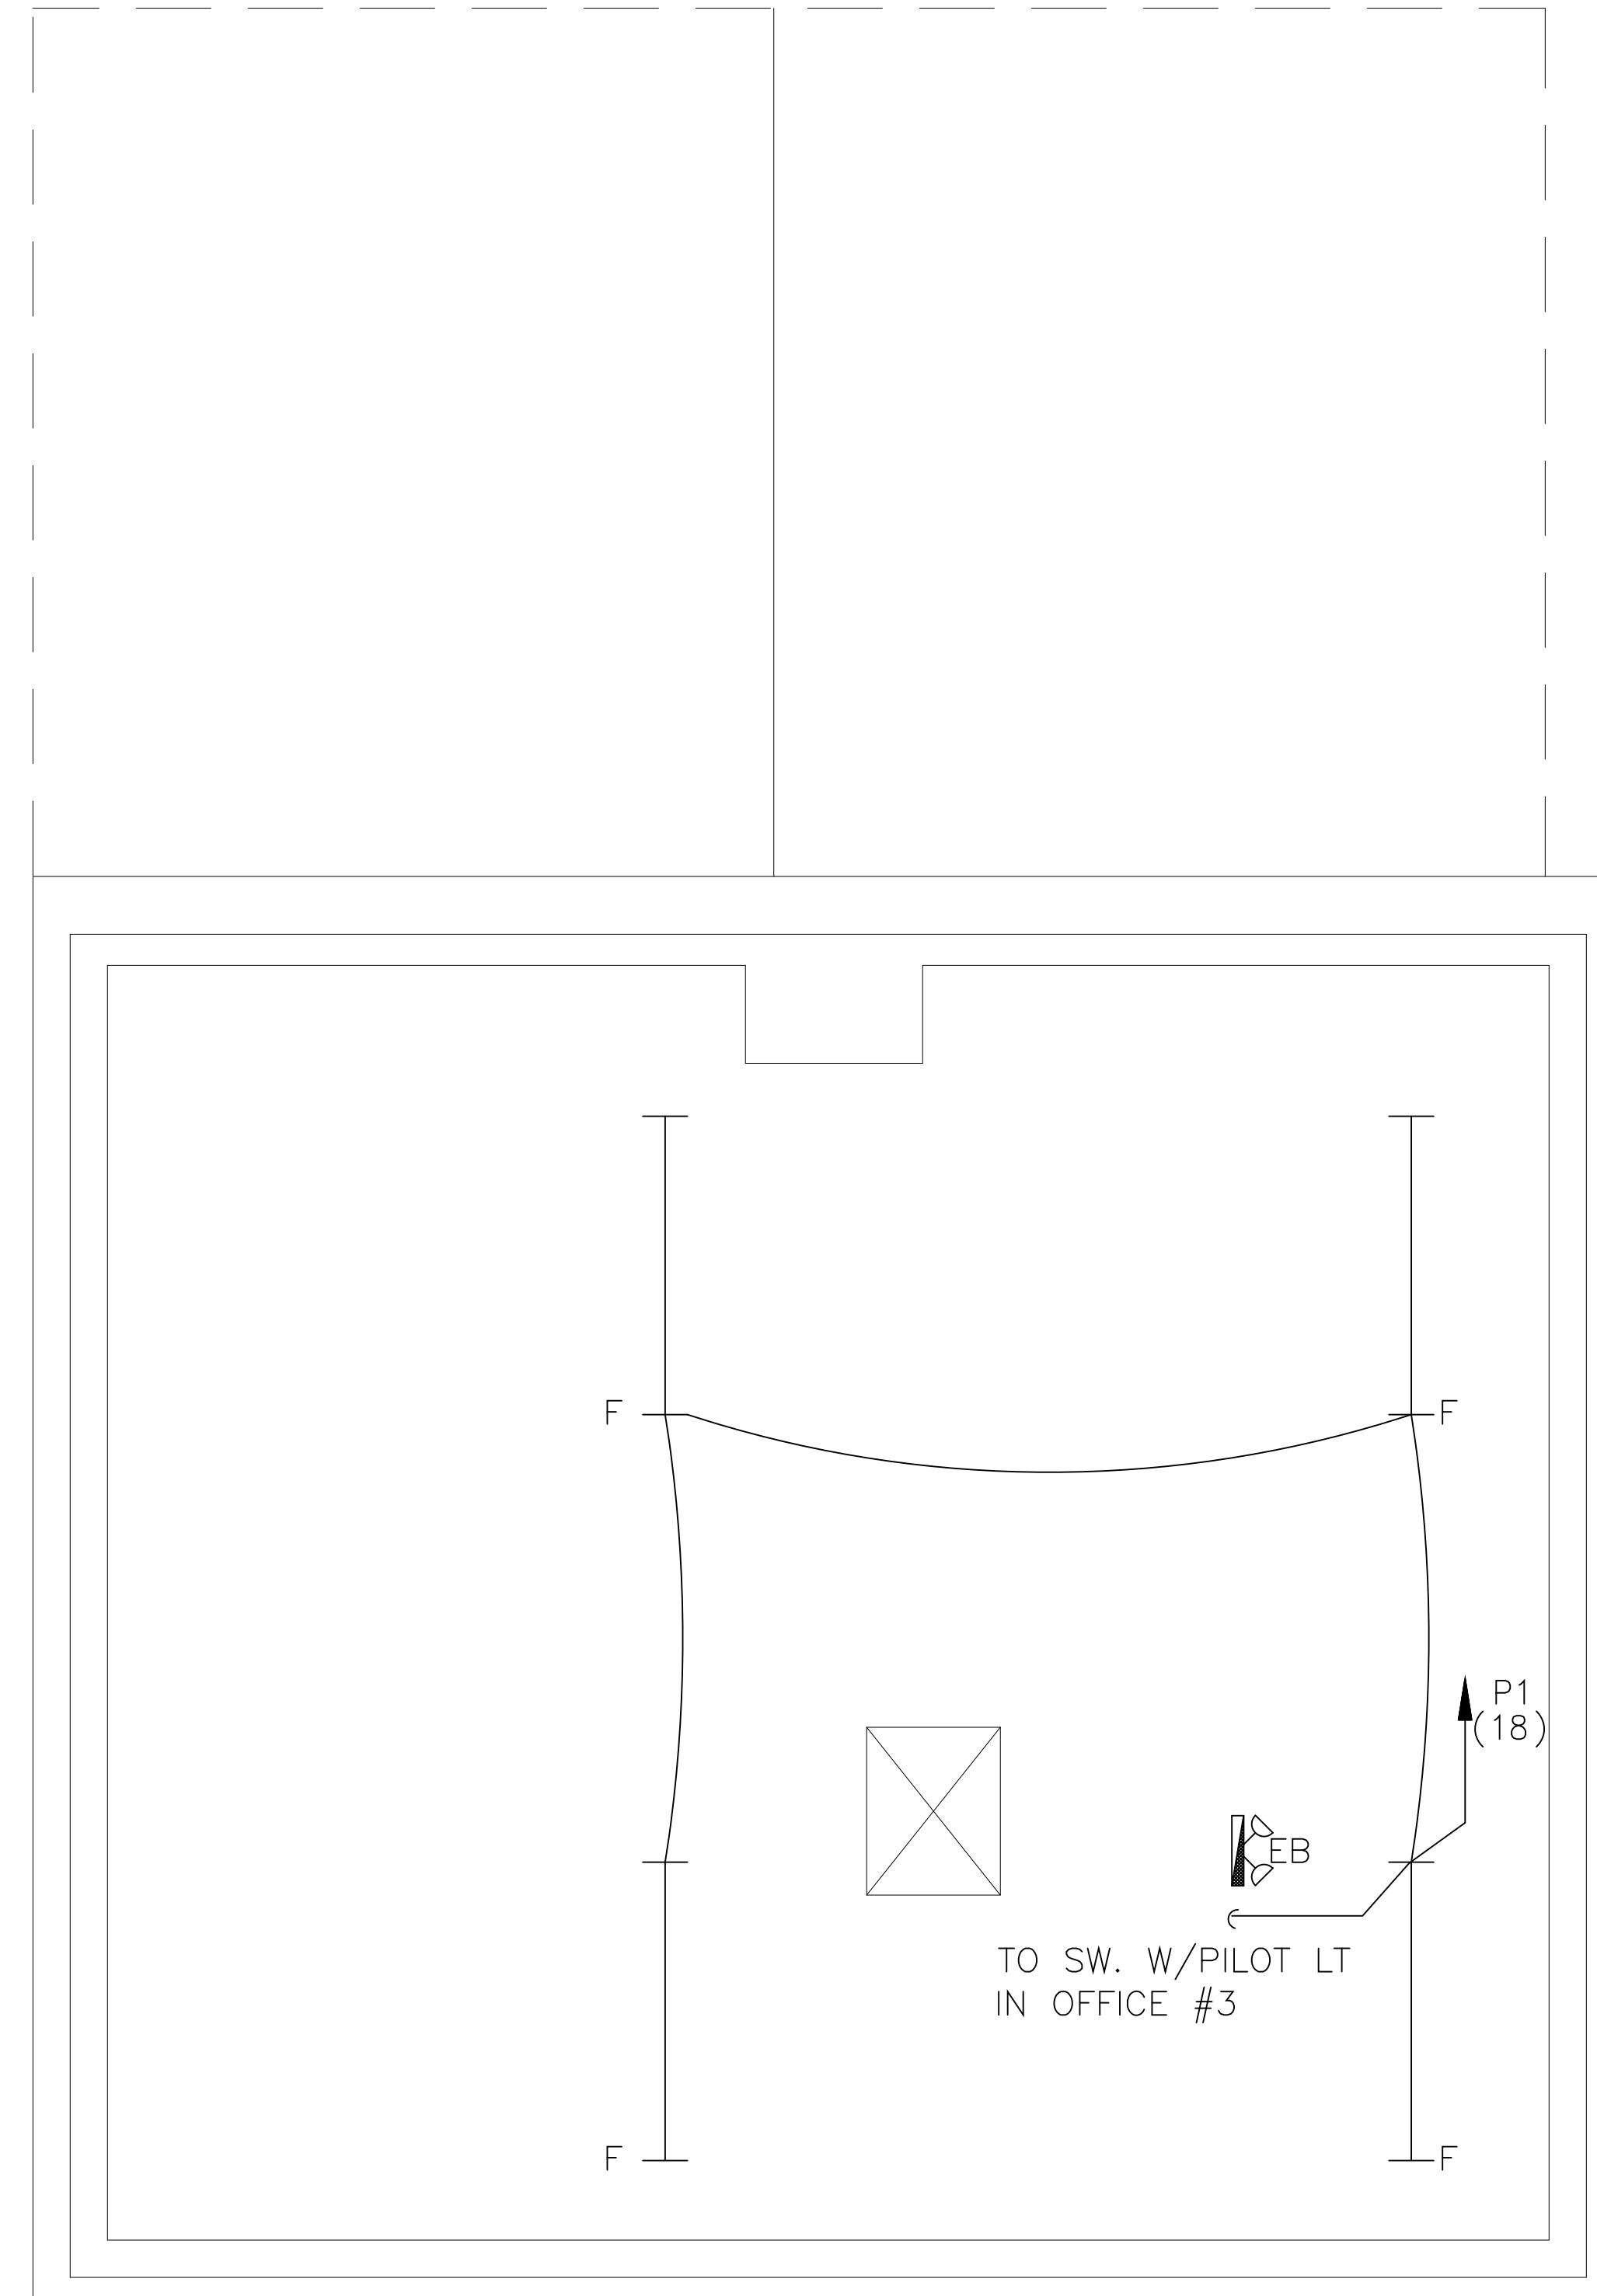 F
F
P1
(18)
EB
TO SW. W/PILOT LT
IN OFFICE #3
F
F